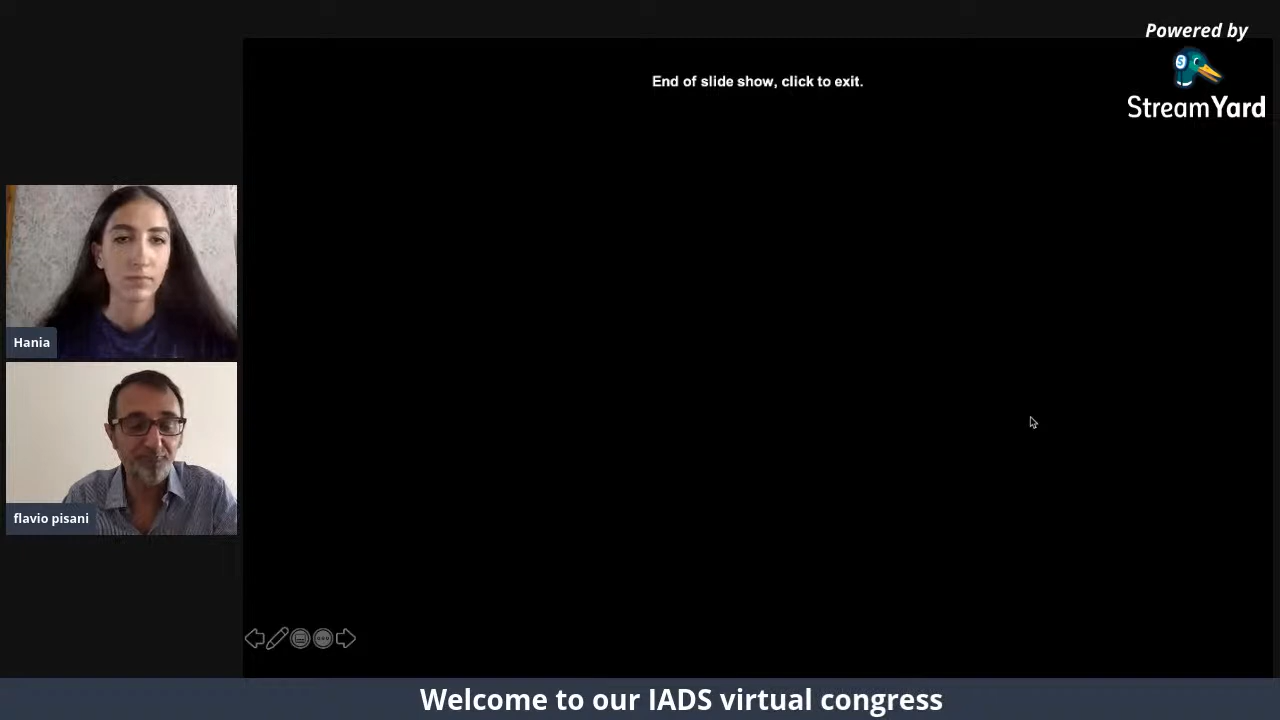 Powered by
StreamYard
End of slide show, click to exit.
Hania
flavio pisani
Welcome to our IADS virtual congress